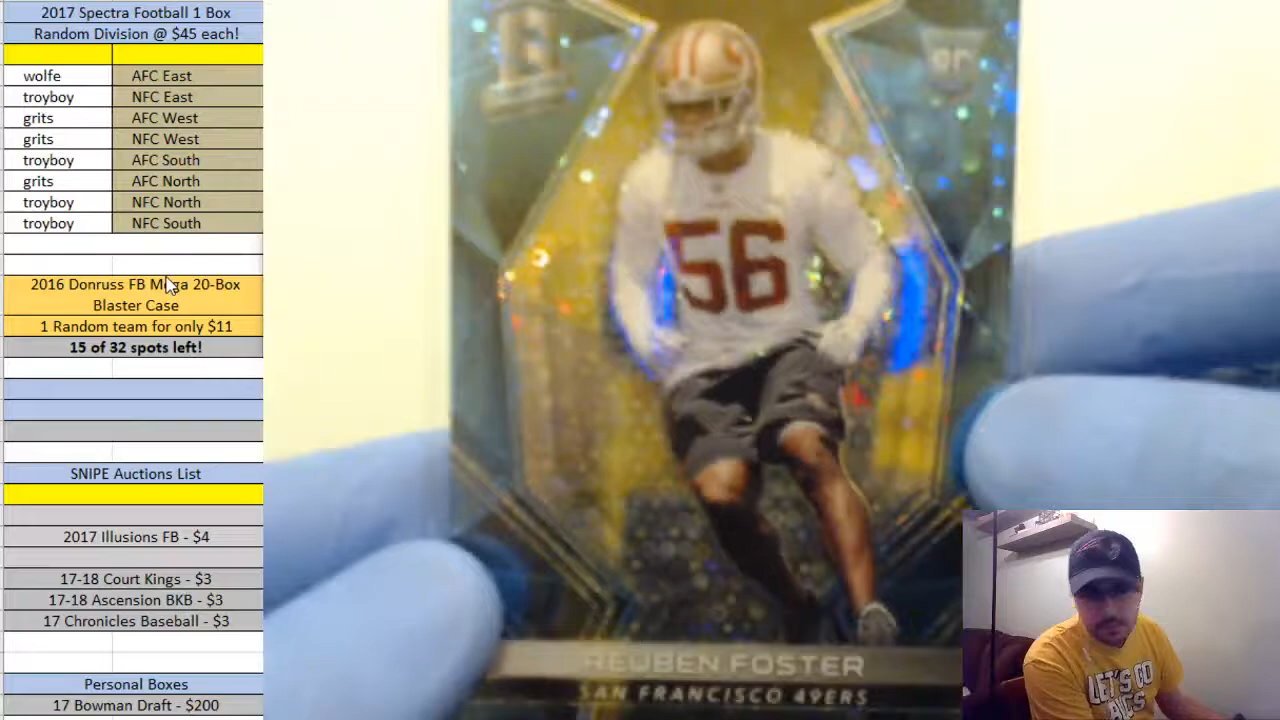 2017 Spectra Football 1 Box
Random Division @ $45 each!
wolfe AFC East
troyboy NFC East
grits AFC West
grits NFC West
troyboy AFC South
grits AFC North
troyboy NFC North
troyboy NFC South
2016 Donruss FB Mega 20-Box
Blaster Case
1 Random team for only $11
15 of 32 spots left!
SNIPE Auctions List
2017 Illusions FB - $4
17-18 Court Kings - $3
17-18 Ascension BKB - $3
17 Chronicles Baseball - $3
Personal Boxes
17 Bowman Draft - $200
RC
56
REUBEN FOSTER
SAN FRANCISCO 49ERS
LET'S GO